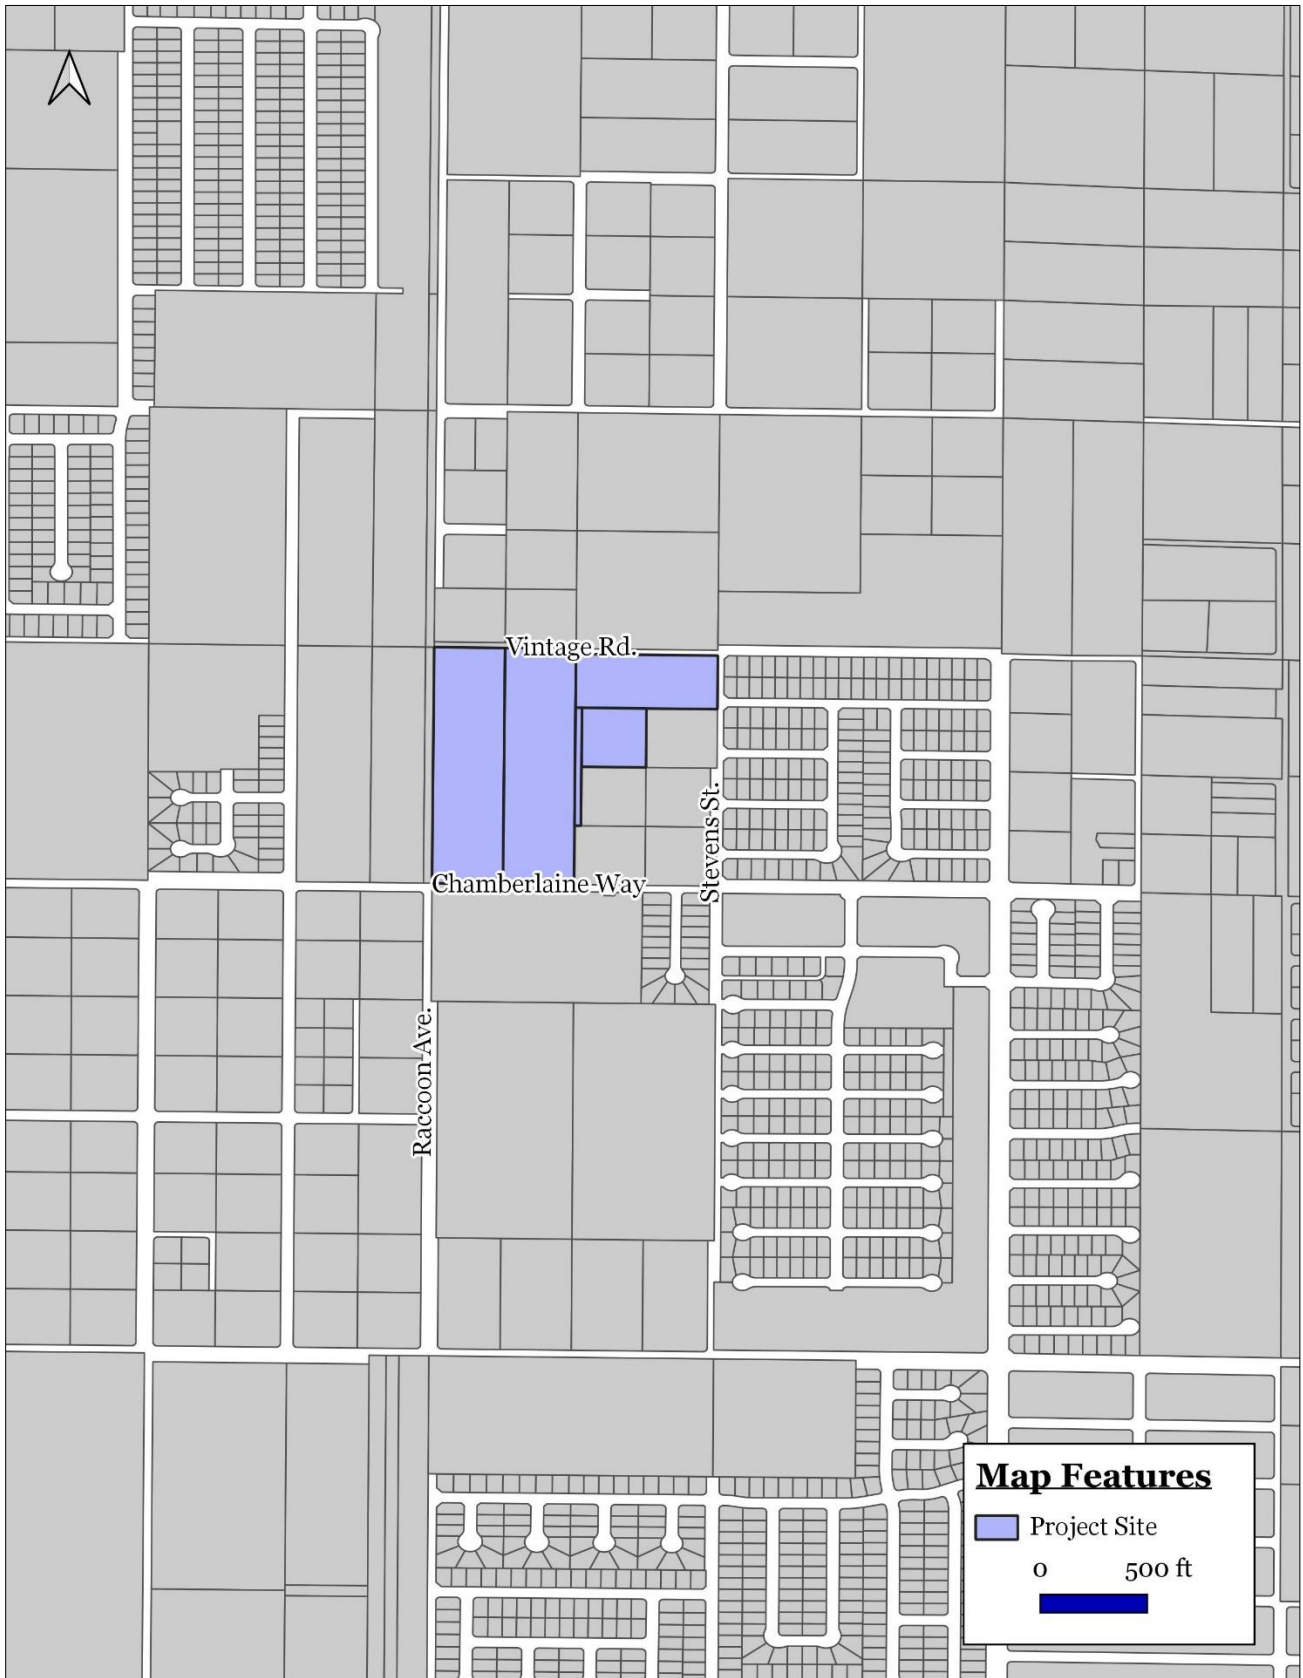 Vintage Rd.
Stevens St.
Chamberlaine Way
Raccoon Ave.
Map Features
Project Site
0 500 ft